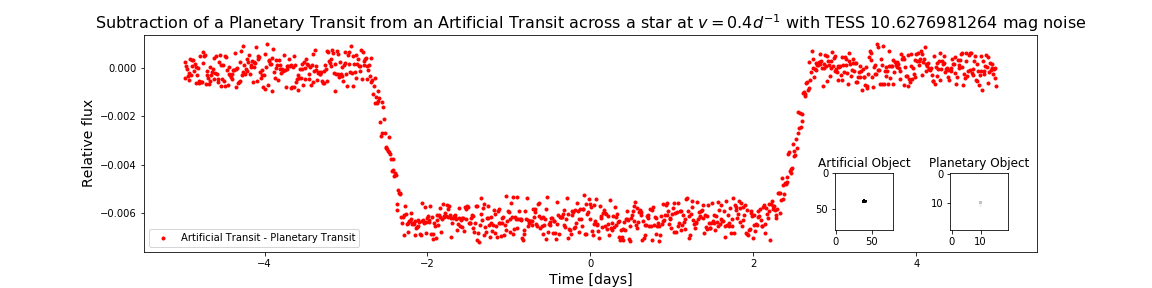 Subtraction of a Planetary Transit from an Artificial Transit across a star at v = 0.4d⁻¹ with TESS 10.6276981264 mag noise
0.000
−0.002
−0.004
−0.006
Relative flux
Artificial Object
Planetary Object
0
50
0
50
0
10
0
10
Artificial Transit - Planetary Transit
−4
−2
0
2
4
Time [days]